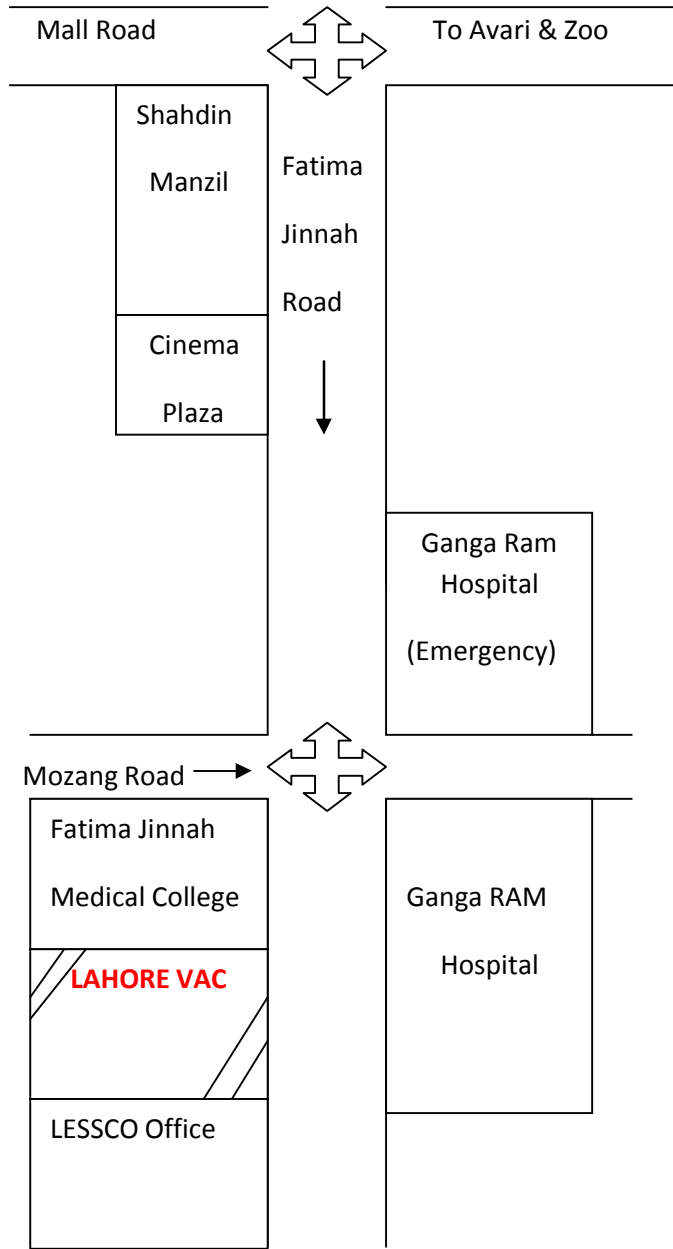 Mall Road
To Avari & Zoo
Shahdin
Manzil
Fatima
Jinnah
Road
Cinema
Plaza
Ganga Ram
Hospital
(Emergency)
Mozang Road
Fatima Jinnah
Medical College
Ganga RAM
Hospital
LAHORE VAC
LESSCO Office